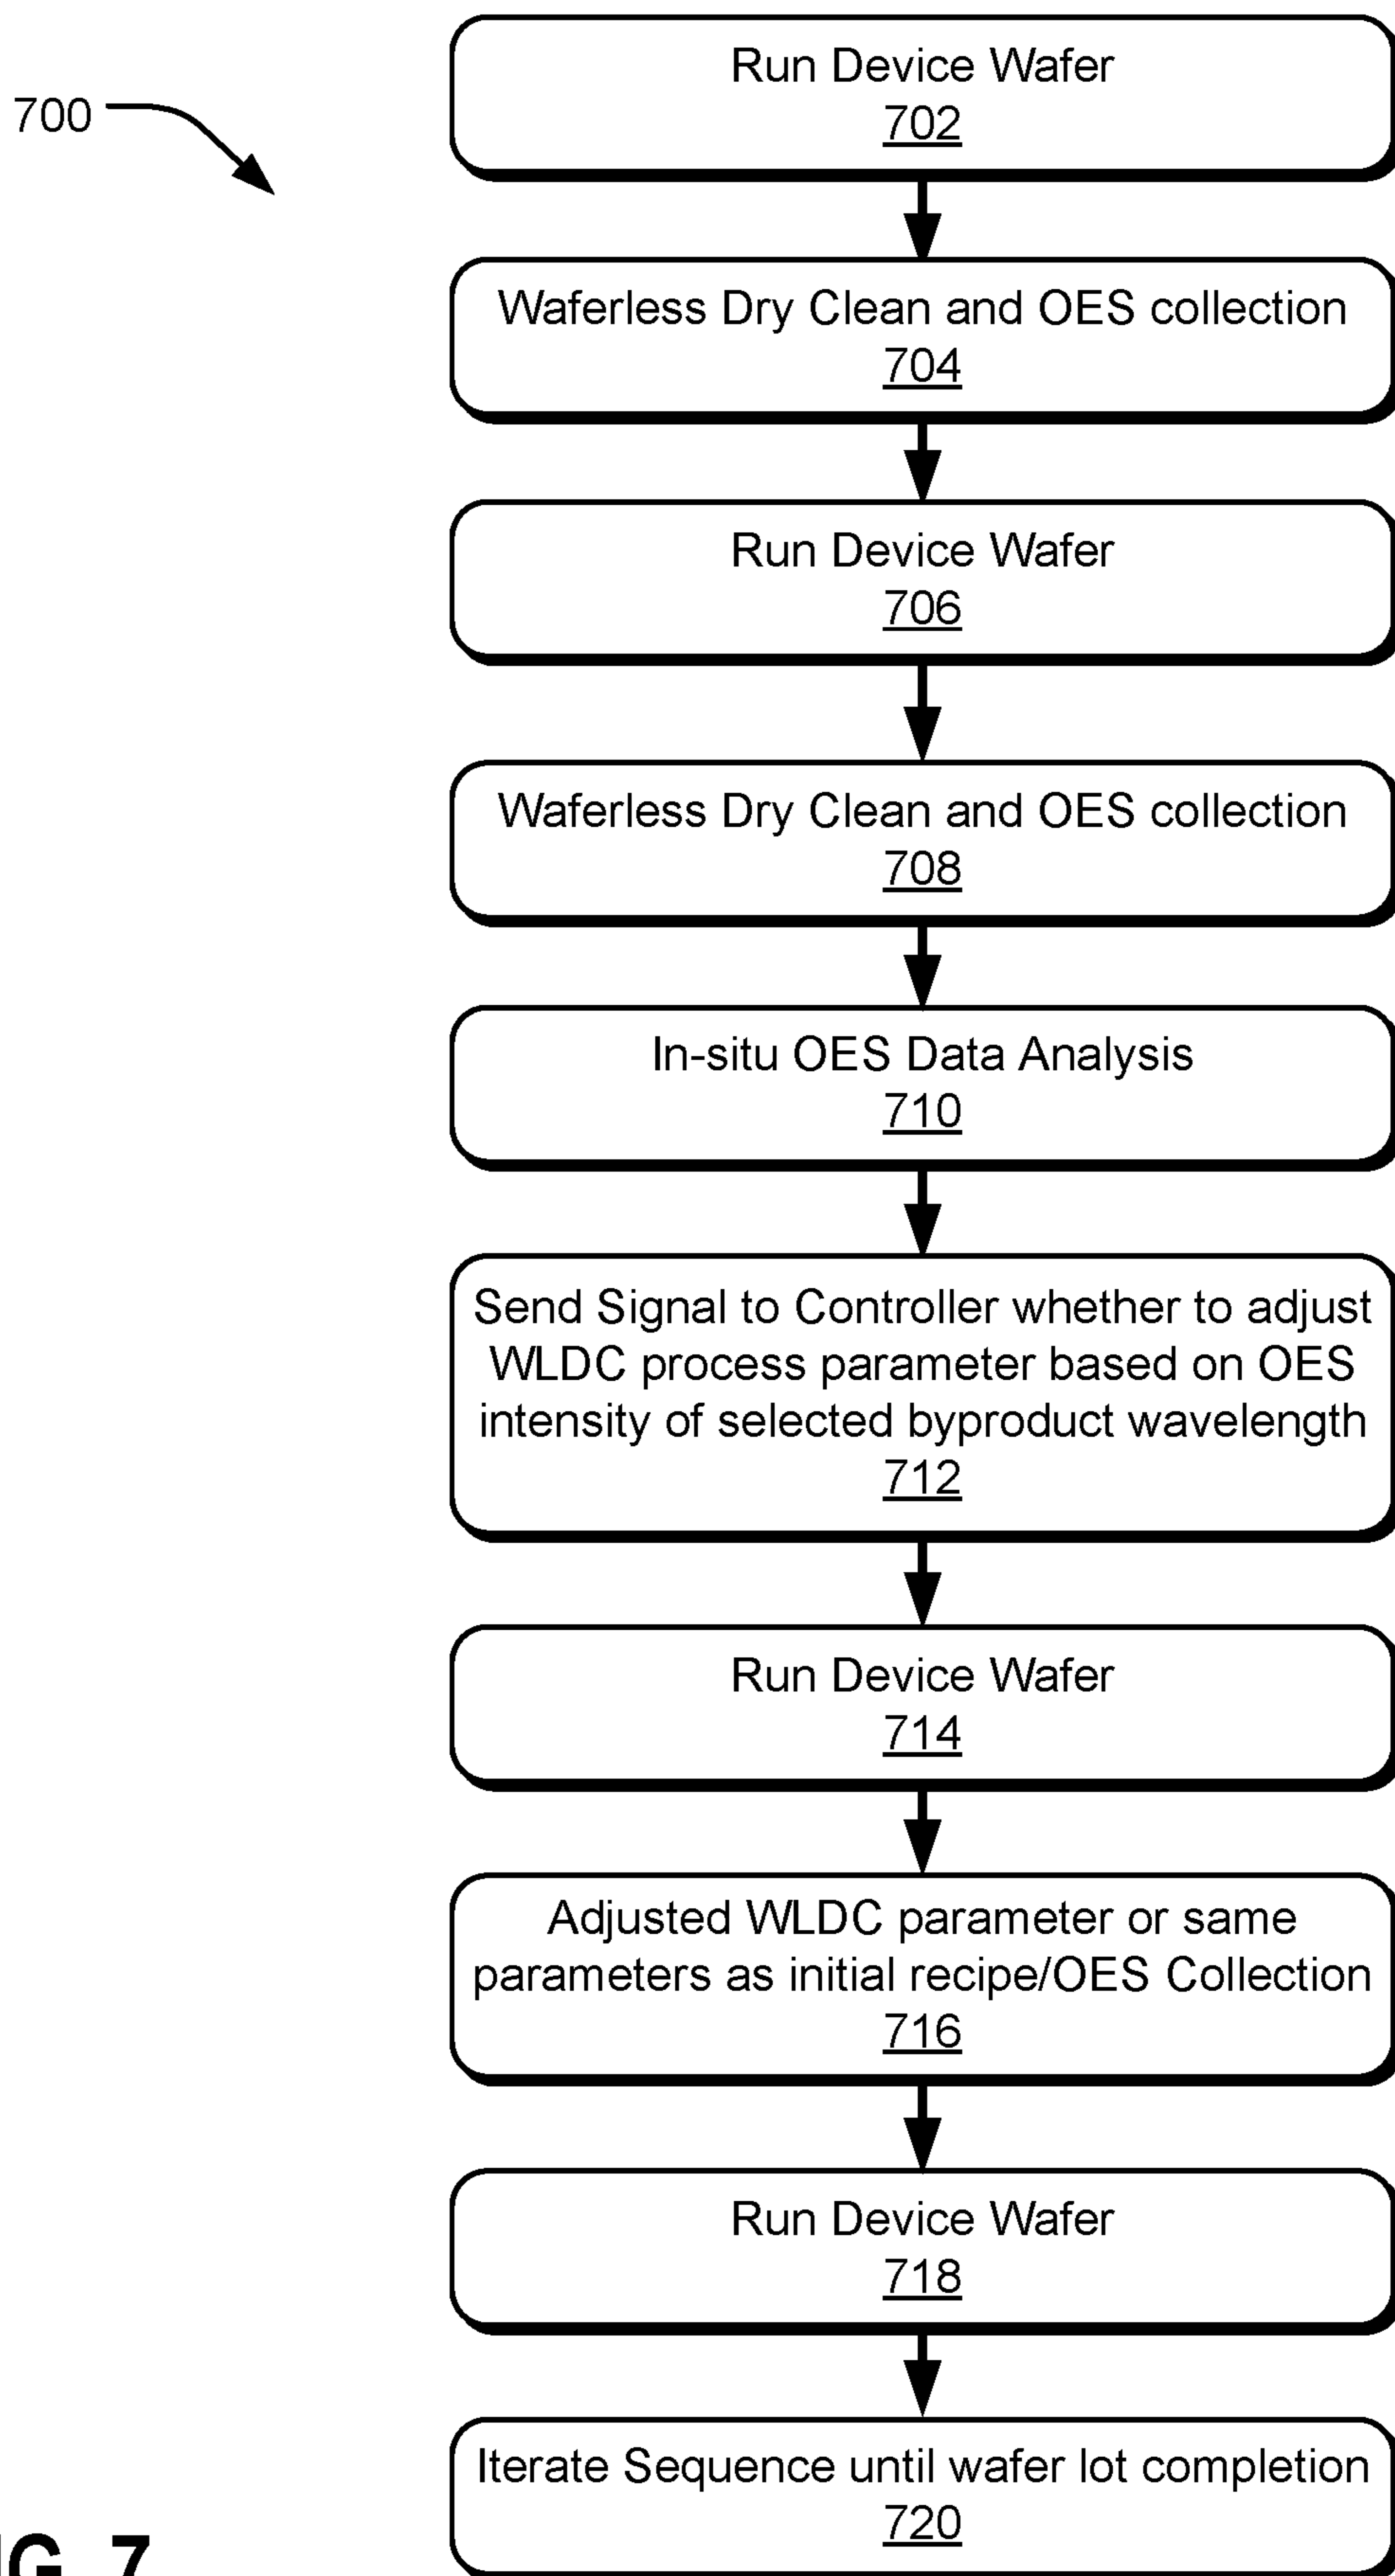 700
Run Device Wafer
702
Waferless Dry Clean and OES collection
704
Run Device Wafer
706
Waferless Dry Clean and OES collection
708
In-situ OES Data Analysis
710
Send Signal to Controller whether to adjust
WLDC process parameter based on OES
intensity of selected byproduct wavelength
712
Run Device Wafer
714
Adjusted WLDC parameter or same
parameters as initial recipe/OES Collection
716
Run Device Wafer
718
Iterate Sequence until wafer lot completion
720
7